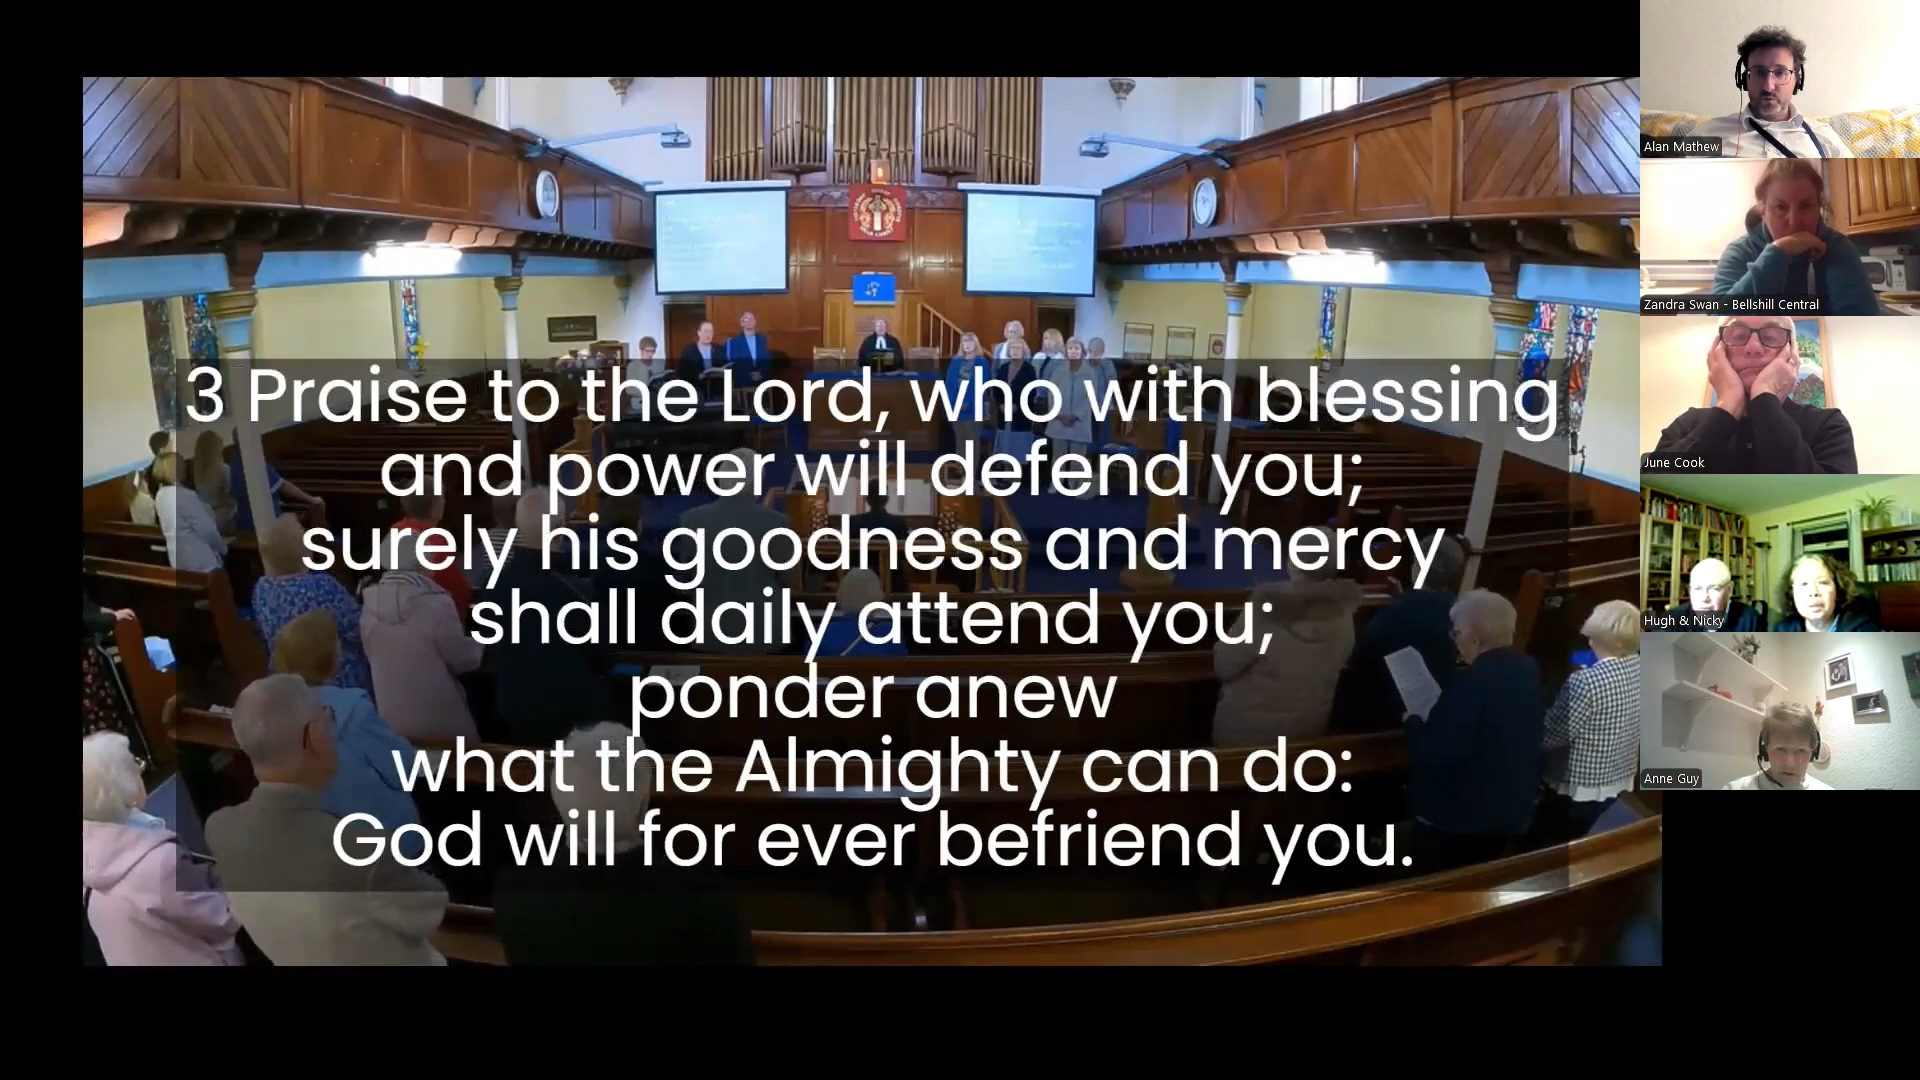 3 Praise to the Lord, who with blessing
and power will defend you;
surely his goodness and mercy
shall daily attend you;
ponder anew
what the Almighty can do:
God will for ever befriend you.
Alan Mathew
Zandra Swan - Bellshill Central
June Cook
Hugh & Nicky
Anne Guy